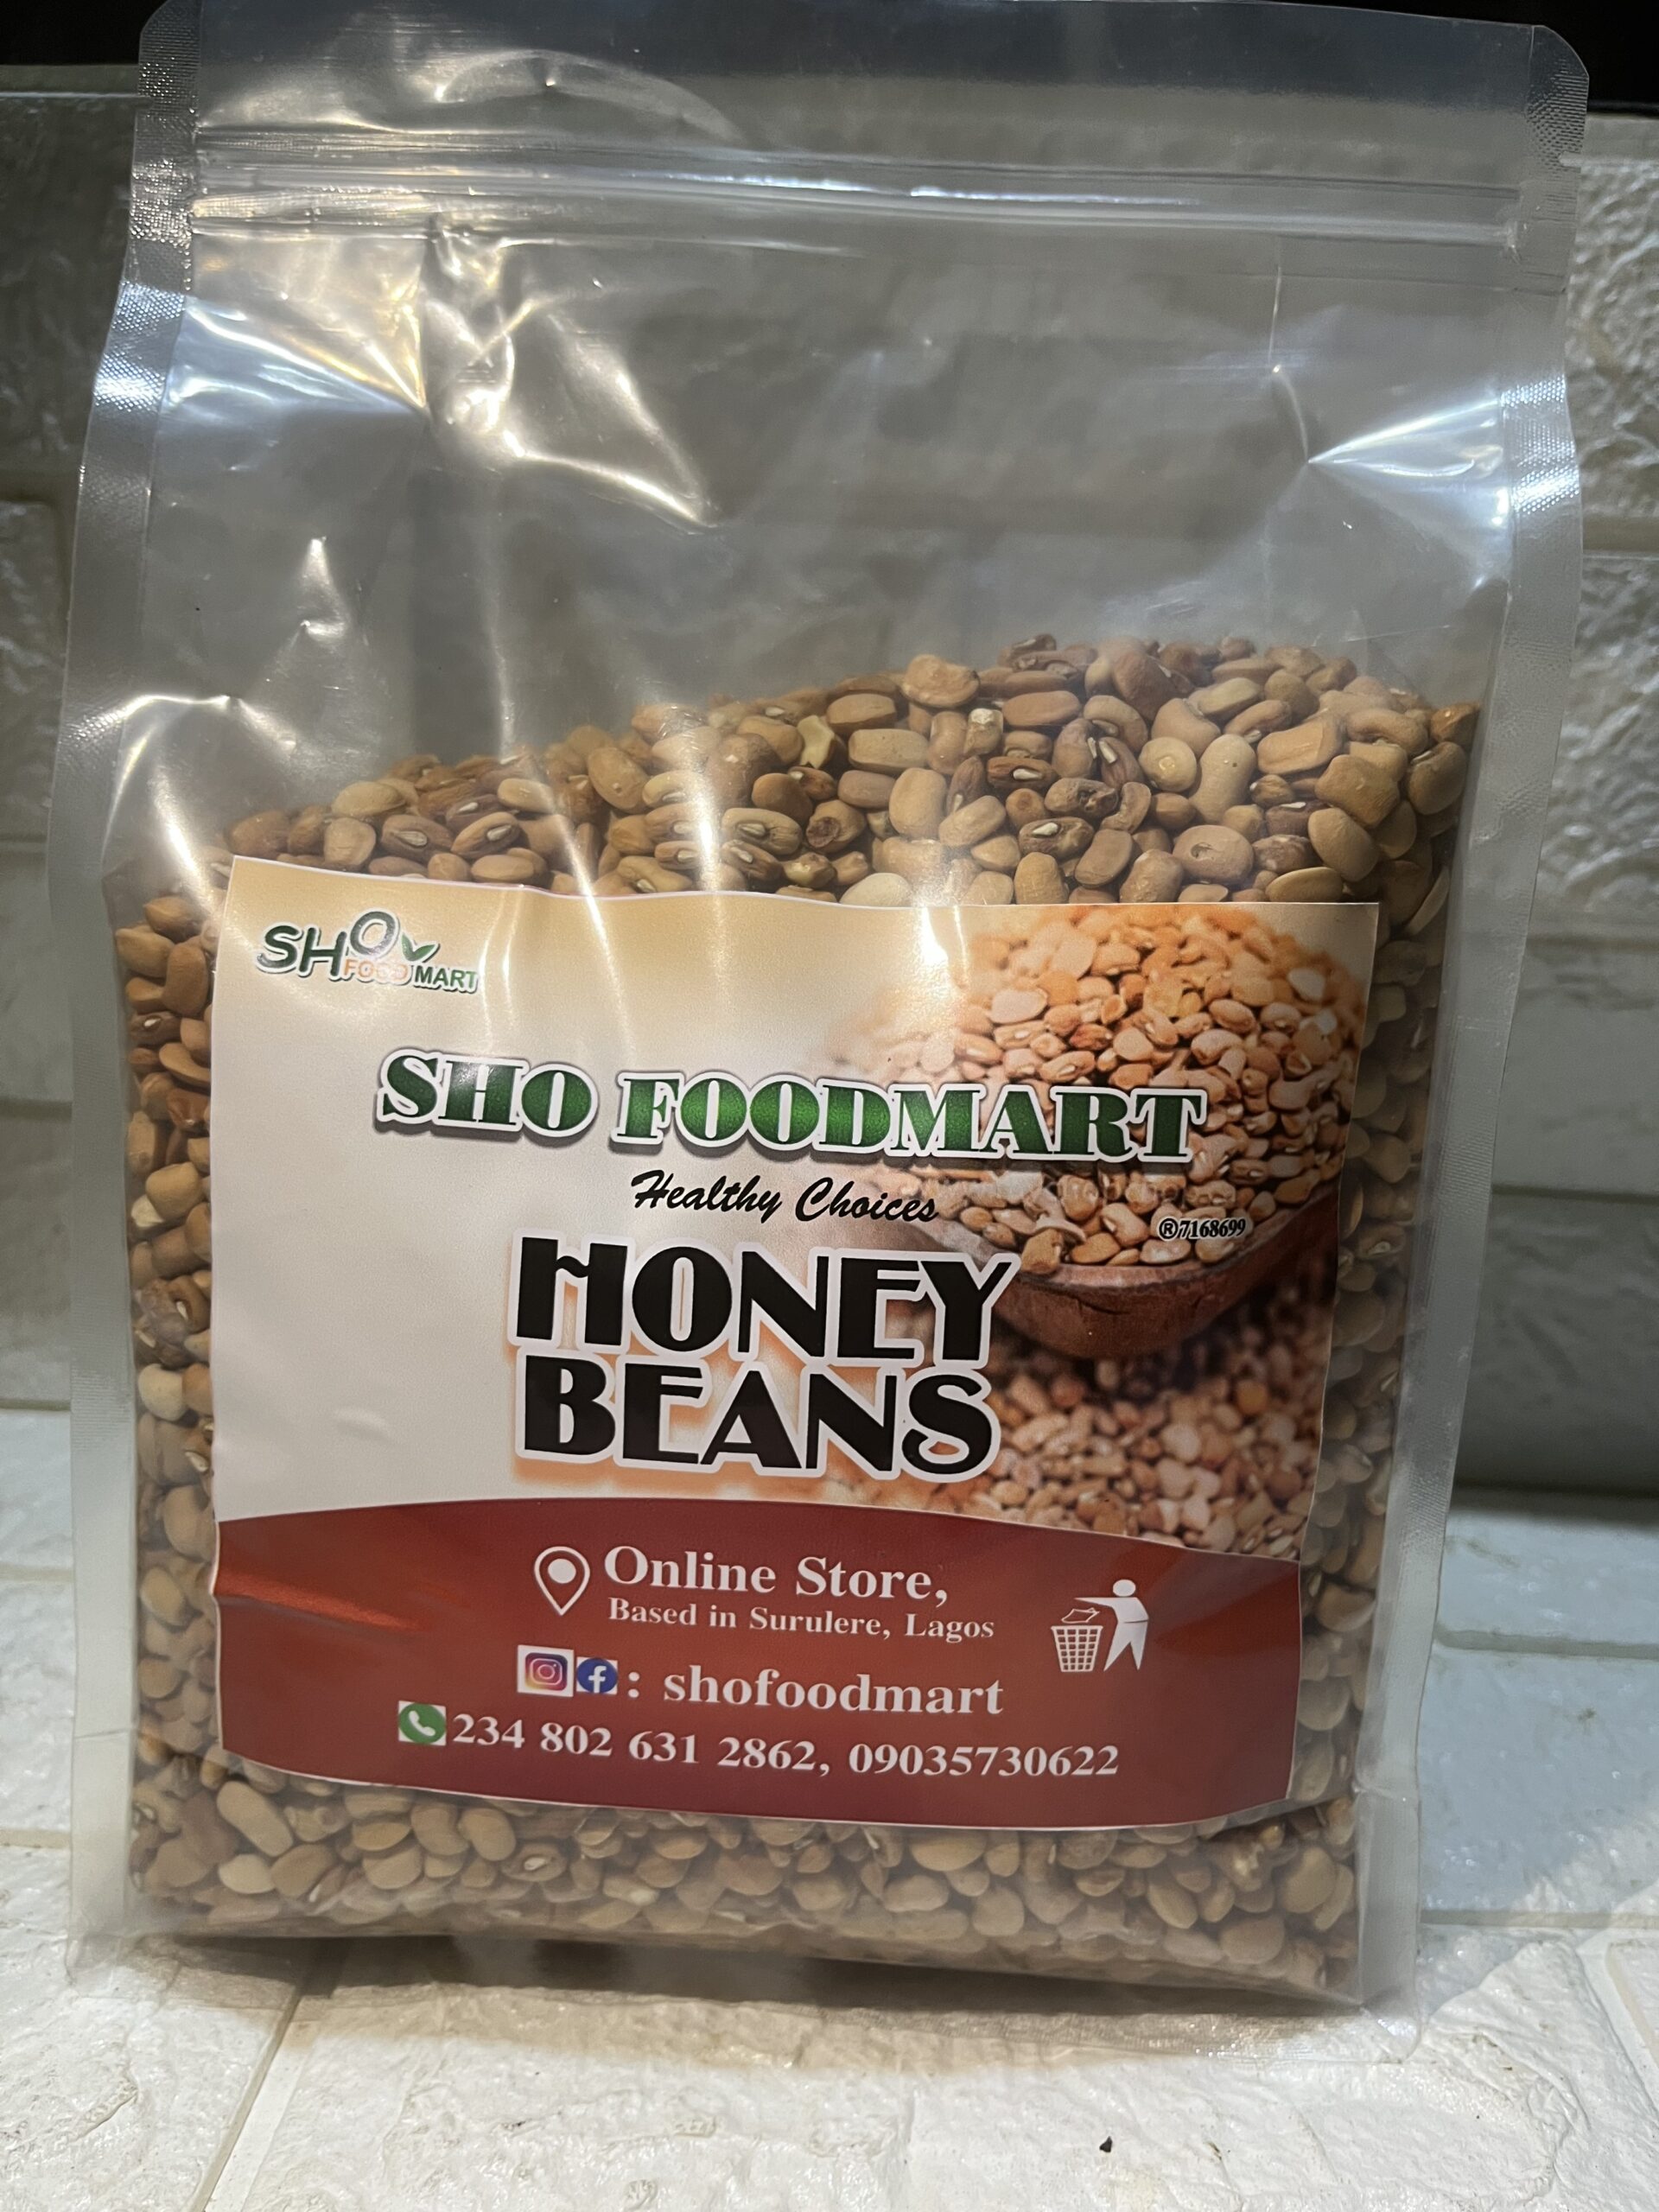 SHO
FOOD MART
SHO FOODMART
Healthy Choices
®7168699
HONEY
BEANS
Online Store,
Based in Surulere, Lagos
: shofoodmart
234 802 631 2862, 09035730622